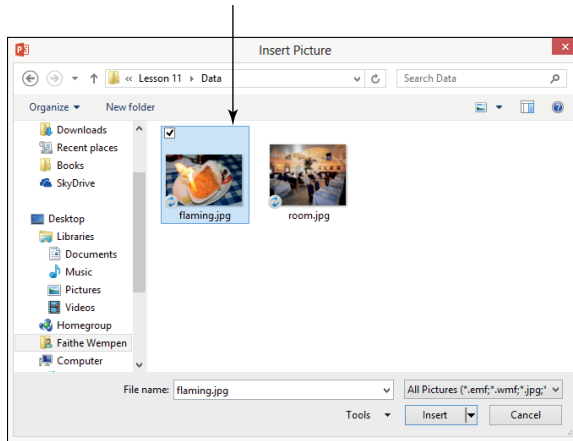 Insert Picture
« Lesson 11 ▸ Data
Search Data
Organize
New folder
Downloads
Recent places
Books
SkyDrive
Desktop
Libraries
Documents
Music
Pictures
Videos
Homegroup
Faithe Wempen
Computer
flaming.jpg
room.jpg
File name: flaming.jpg
All Pictures (*.emf;*.wmf;*.jpg;*
Tools
Insert
Cancel